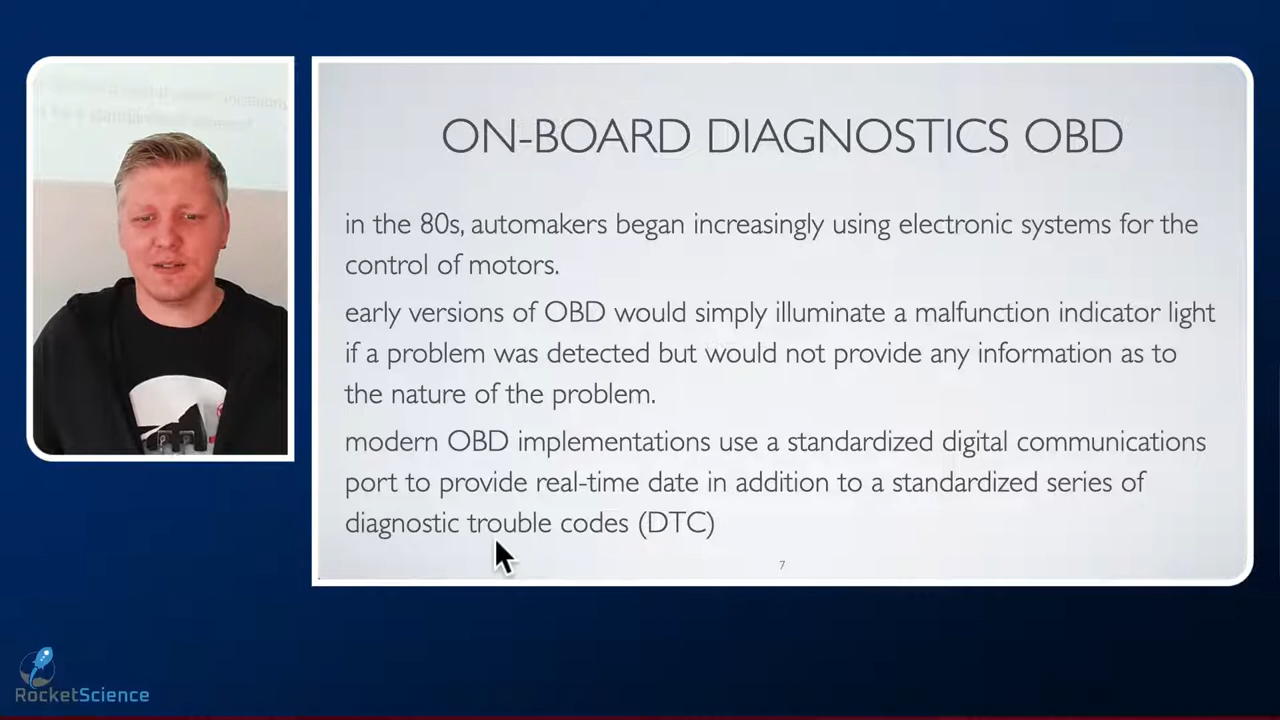 ON-BOARD DIAGNOSTICS OBD
in the 80s, automakers began increasingly using electronic systems for the
control of motors.
early versions of OBD would simply illuminate a malfunction indicator light
if a problem was detected but would not provide any information as to
the nature of the problem.
modern OBD implementations use a standardized digital communications
port to provide real-time date in addition to a standardized series of
diagnostic trouble codes (DTC)
7
RocketScience